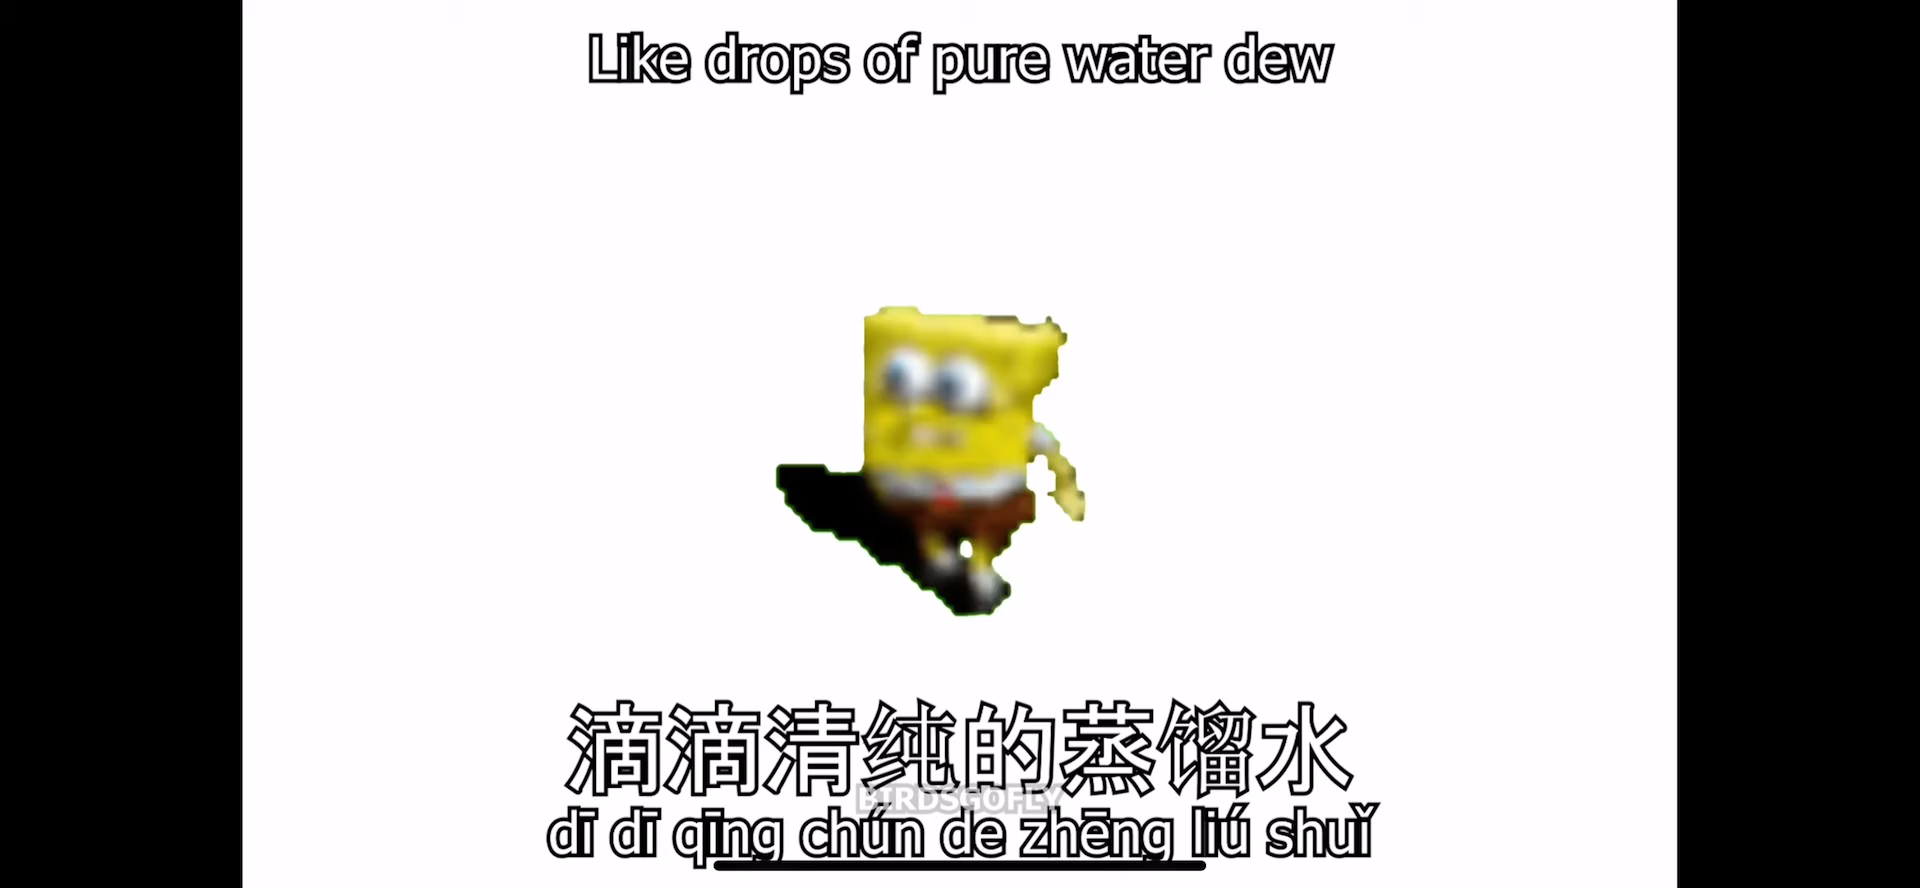 Like drops of pure water dew
滴滴清纯的蒸馏水
BIRDSGOFLY
dī dī qīng chún de zhēng liú shuǐ